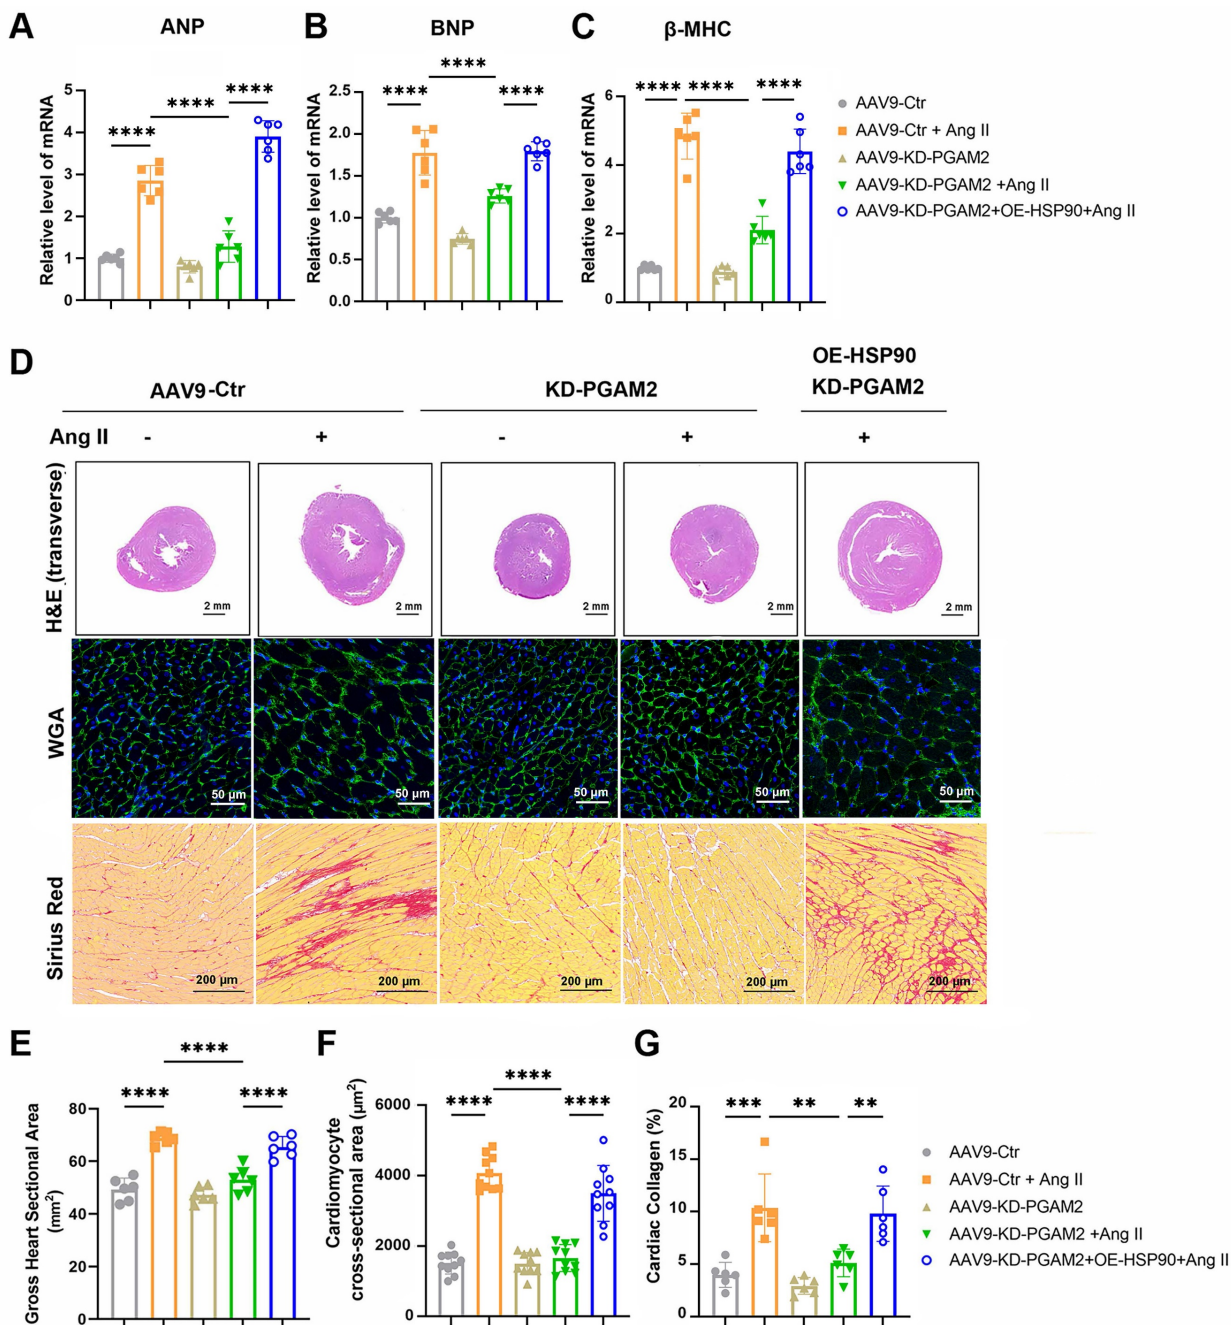 A
ANP
Relative level of mRNA
5
4
3
2
1
0
****
****
****
B
BNP
Relative level of mRNA
2.5
2.0
1.5
1.0
0.5
0.0
****
****
****
C
β-MHC
Relative level of mRNA
6
4
2
0
****
****
****
AAV9-Ctr
AAV9-Ctr + Ang II
AAV9-KD-PGAM2
AAV9-KD-PGAM2 +Ang II
AAV9-KD-PGAM2+OE-HSP90+Ang II
D
AAV9-Ctr
KD-PGAM2
OE-HSP90
KD-PGAM2
Ang II - + - + +
H&E (transverse)
2 mm
2 mm
2 mm
2 mm
2 mm
WGA
50 µm
50 µm
50 µm
50 µm
50 µm
Sirius Red
200 µm
200 µm
200 µm
200 µm
200 µm
E
Gross Heart Sectional Area
(mm²)
80
60
40
20
0
****
****
****
F
Cardiomyocyte
cross-sectional area (µm²)
6000
4000
2000
0
****
****
****
G
Cardiac Collagen (%)
20
15
10
5
0
***
**
**
AAV9-Ctr
AAV9-Ctr + Ang II
AAV9-KD-PGAM2
AAV9-KD-PGAM2 +Ang II
AAV9-KD-PGAM2+OE-HSP90+Ang II